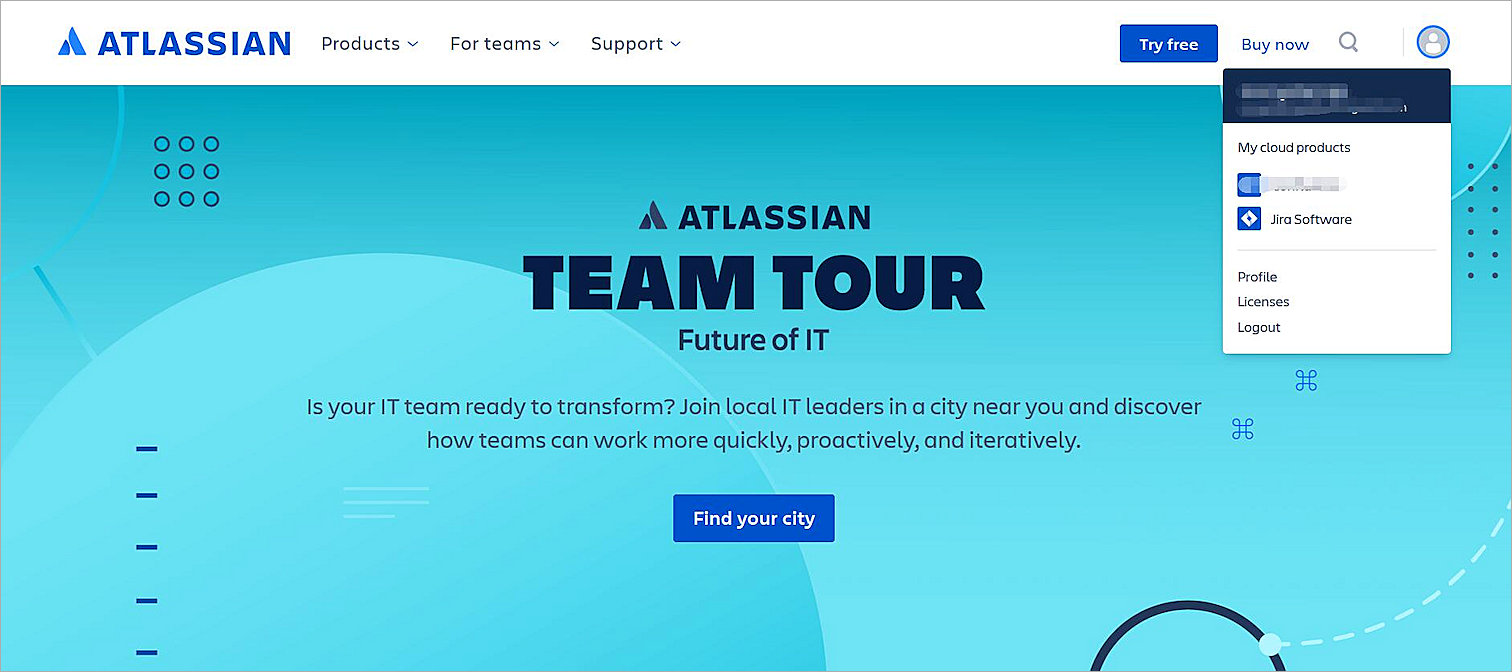 ATLASSIAN Products For teams Support Try free Buy now
My cloud products
Jira Software
Profile
Licenses
Logout
ATLASSIAN
TEAM TOUR
Future of IT
Is your IT team ready to transform? Join local IT leaders in a city near you and discover
how teams can work more quickly, proactively, and iteratively.
Find your city